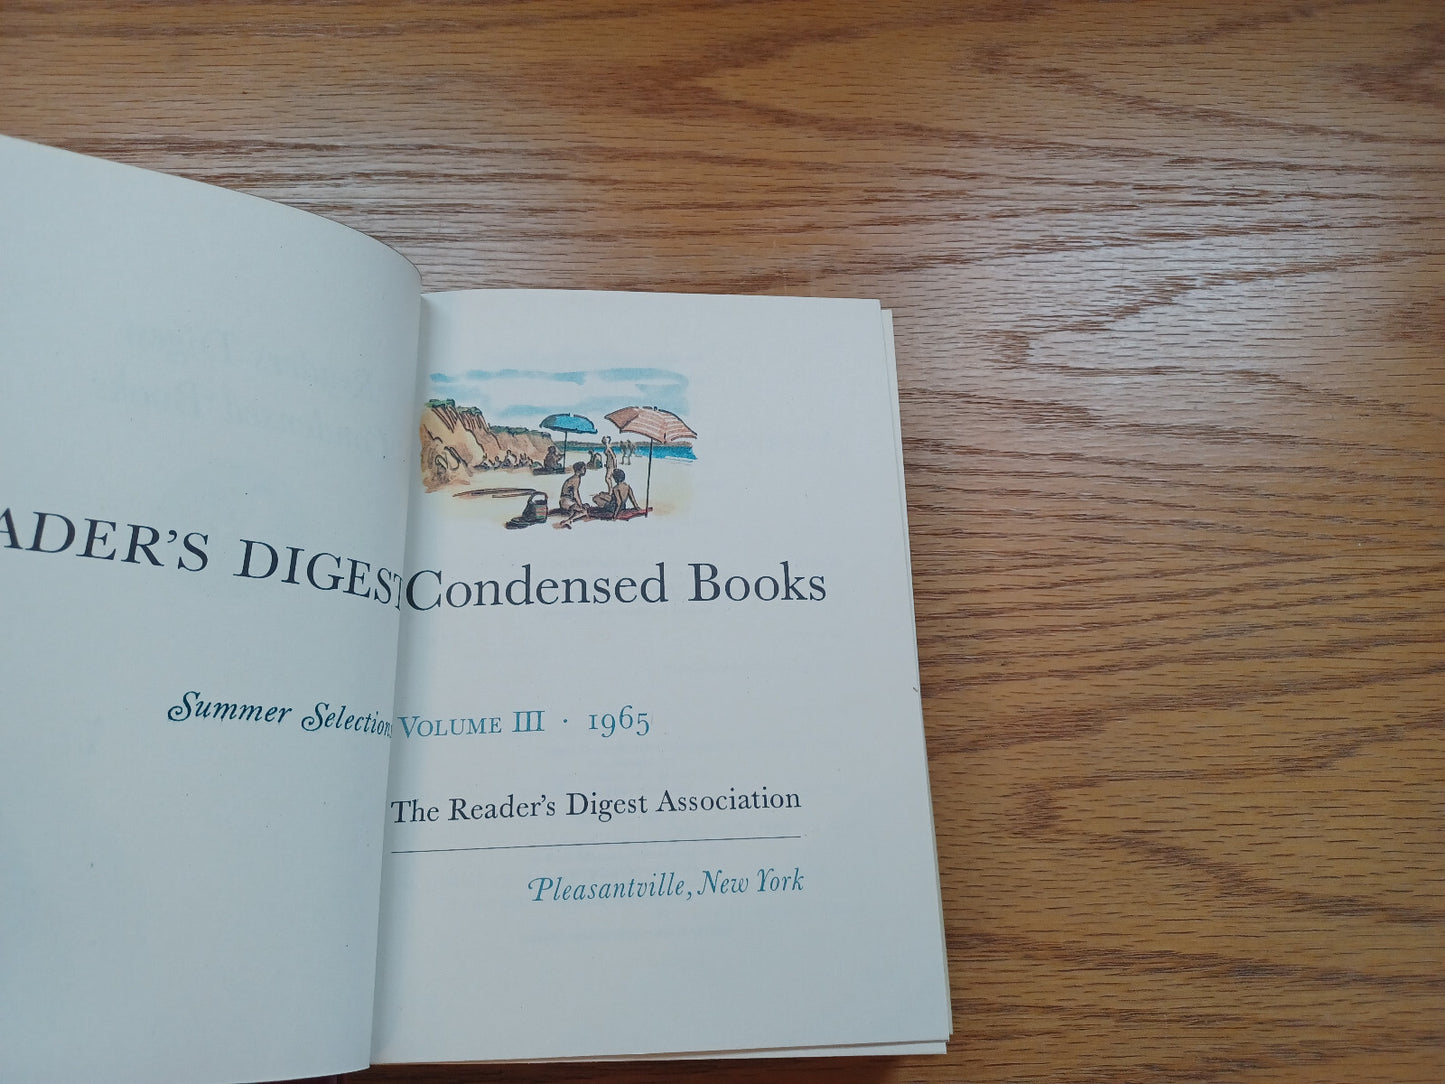 ADER'S DIGEST Condensed Books
Summer Selections VOLUME III · 1965
The Reader's Digest Association
Pleasantville, New York